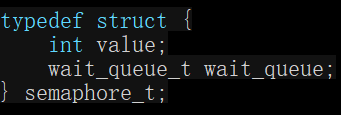 typedef struct {
    int value;
    wait_queue_t wait_queue;
} semaphore_t;